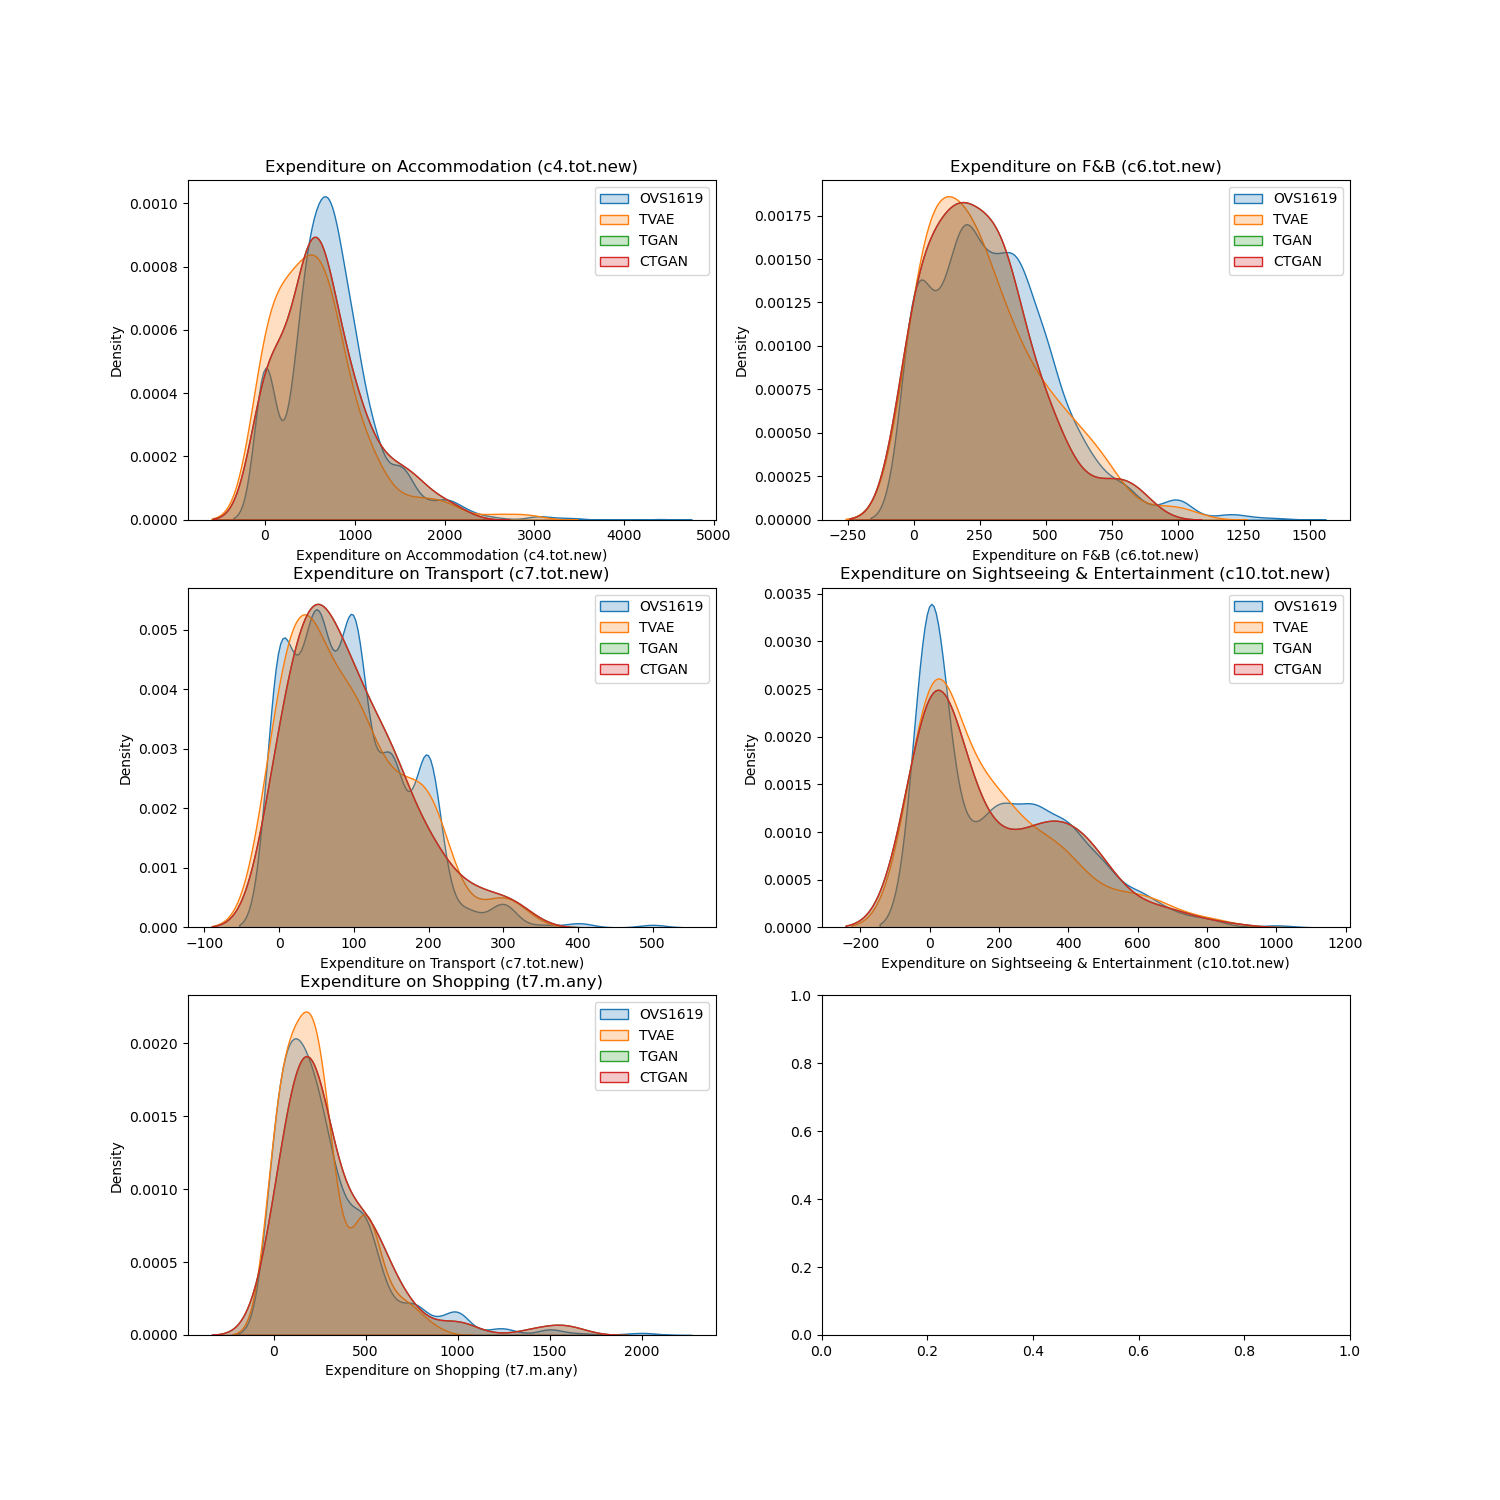 Expenditure on Accommodation (c4.tot.new)
Density
0.0010
0.0008
0.0006
0.0004
0.0002
0.0000
OVS1619
TVAE
TGAN
CTGAN
0 1000 2000 3000 4000 5000
Expenditure on Accommodation (c4.tot.new)
Expenditure on F&B (c6.tot.new)
Density
0.00175
0.00150
0.00125
0.00100
0.00075
0.00050
0.00025
0.00000
OVS1619
TVAE
TGAN
CTGAN
−250 0 250 500 750 1000 1250 1500
Expenditure on F&B (c6.tot.new)
Expenditure on Transport (c7.tot.new)
Density
0.005
0.004
0.003
0.002
0.001
0.000
OVS1619
TVAE
TGAN
CTGAN
−100 0 100 200 300 400 500
Expenditure on Transport (c7.tot.new)
Expenditure on Sightseeing & Entertainment (c10.tot.new)
Density
0.0035
0.0030
0.0025
0.0020
0.0015
0.0010
0.0005
0.0000
OVS1619
TVAE
TGAN
CTGAN
−200 0 200 400 600 800 1000 1200
Expenditure on Sightseeing & Entertainment (c10.tot.new)
Expenditure on Shopping (t7.m.any)
Density
0.0020
0.0015
0.0010
0.0005
0.0000
OVS1619
TVAE
TGAN
CTGAN
0 500 1000 1500 2000
Expenditure on Shopping (t7.m.any)
1.0
0.8
0.6
0.4
0.2
0.0
0.0 0.2 0.4 0.6 0.8 1.0